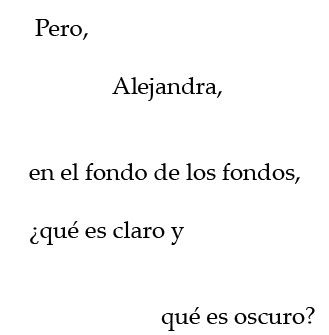 Pero,
Alejandra,
en el fondo de los fondos,
¿qué es claro y
qué es oscuro?